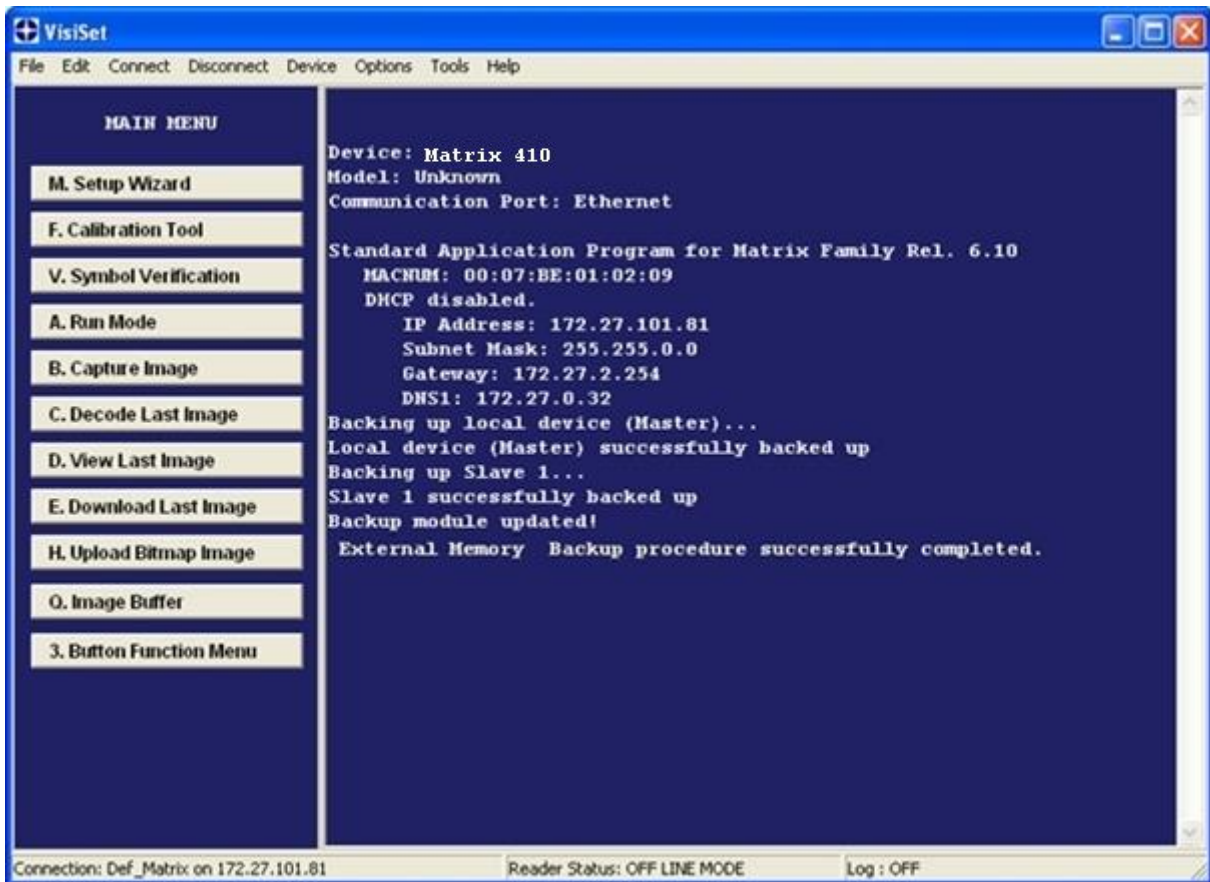 VisiSet
File Edit Connect Disconnect Device Options Tools Help
MAIN MENU
M. Setup Wizard
F. Calibration Tool
V. Symbol Verification
A. Run Mode
B. Capture Image
C. Decode Last Image
D. View Last Image
E. Download Last Image
H. Upload Bitmap Image
Q. Image Buffer
3. Button Function Menu
Device: Matrix 410
Model: Unknown
Communication Port: Ethernet
Standard Application Program for Matrix Family Rel. 6.10
MACNUM: 00:07:BE:01:02:09
DHCP disabled.
IP Address: 172.27.101.81
Subnet Mask: 255.255.0.0
Gateway: 172.27.2.254
DNS1: 172.27.0.32
Backing up local device (Master)...
Local device (Master) successfully backed up
Backing up Slave 1...
Slave 1 successfully backed up
Backup module updated!
External Memory Backup procedure successfully completed.
Connection: Def_Matrix on 172.27.101.81
Reader Status: OFF LINE MODE
Log : OFF